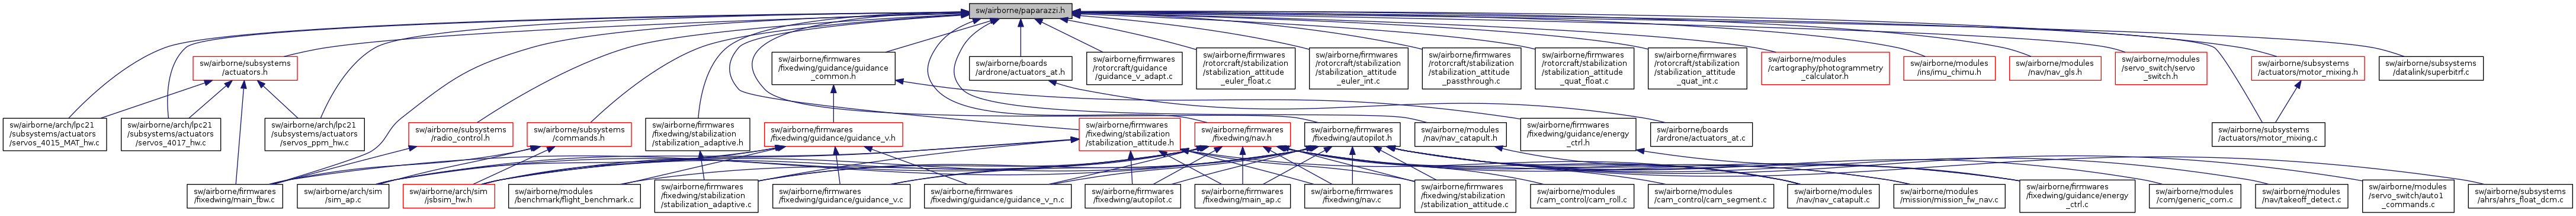 sw/airborne/paparazzi.h
sw/airborne/subsystems
/actuators.h
sw/airborne/firmwares
/fixedwing/guidance/guidance
_common.h
sw/airborne/boards
/ardrone/actuators_at.h
sw/airborne/firmwares
/rotorcraft/guidance
/guidance_v_adapt.c
sw/airborne/firmwares
/rotorcraft/stabilization
/stabilization_attitude
_euler_float.c
sw/airborne/firmwares
/rotorcraft/stabilization
/stabilization_attitude
_euler_int.c
sw/airborne/firmwares
/rotorcraft/stabilization
/stabilization_attitude
_passthrough.c
sw/airborne/firmwares
/rotorcraft/stabilization
/stabilization_attitude
_quat_float.c
sw/airborne/firmwares
/rotorcraft/stabilization
/stabilization_attitude
_quat_int.c
sw/airborne/modules
/cartography/photogrammetry
_calculator.h
sw/airborne/modules
/ins/imu_chimu.h
sw/airborne/modules
/nav/nav_gls.h
sw/airborne/modules
/servo_switch/servo
_switch.h
sw/airborne/subsystems
/actuators/motor_mixing.h
sw/airborne/subsystems
/datalink/superbitrf.c
sw/airborne/arch/lpc21
/subsystems/actuators
/servos_4015_MAT_hw.c
sw/airborne/arch/lpc21
/subsystems/actuators
/servos_4017_hw.c
sw/airborne/arch/lpc21
/subsystems/actuators
/servos_ppm_hw.c
sw/airborne/subsystems
/radio_control.h
sw/airborne/subsystems
/commands.h
sw/airborne/firmwares
/fixedwing/stabilization
/stabilization_adaptive.h
sw/airborne/firmwares
/fixedwing/guidance/guidance_v.h
sw/airborne/firmwares
/fixedwing/stabilization
/stabilization_attitude.h
sw/airborne/firmwares
/fixedwing/nav.h
sw/airborne/firmwares
/fixedwing/autopilot.h
sw/airborne/modules
/nav/nav_catapult.h
sw/airborne/firmwares
/fixedwing/guidance/energy
_ctrl.h
sw/airborne/boards
/ardrone/actuators_at.c
sw/airborne/subsystems
/actuators/motor_mixing.c
sw/airborne/firmwares
/fixedwing/main_fbw.c
sw/airborne/arch/sim
/sim_ap.c
sw/airborne/arch/sim
/jsbsim_hw.h
sw/airborne/modules
/benchmark/flight_benchmark.c
sw/airborne/firmwares
/fixedwing/stabilization
/stabilization_adaptive.c
sw/airborne/firmwares
/fixedwing/guidance/guidance_v.c
sw/airborne/firmwares
/fixedwing/guidance/guidance_v_n.c
sw/airborne/firmwares
/fixedwing/autopilot.c
sw/airborne/firmwares
/fixedwing/main_ap.c
sw/airborne/firmwares
/fixedwing/nav.c
sw/airborne/firmwares
/fixedwing/stabilization
/stabilization_attitude.c
sw/airborne/modules
/cam_control/cam_roll.c
sw/airborne/modules
/cam_control/cam_segment.c
sw/airborne/modules
/nav/nav_catapult.c
sw/airborne/modules
/mission/mission_fw_nav.c
sw/airborne/firmwares
/fixedwing/guidance/energy
_ctrl.c
sw/airborne/modules
/com/generic_com.c
sw/airborne/modules
/nav/takeoff_detect.c
sw/airborne/modules
/servo_switch/auto1
_commands.c
sw/airborne/subsystems
/ahrs/ahrs_float_dcm.c